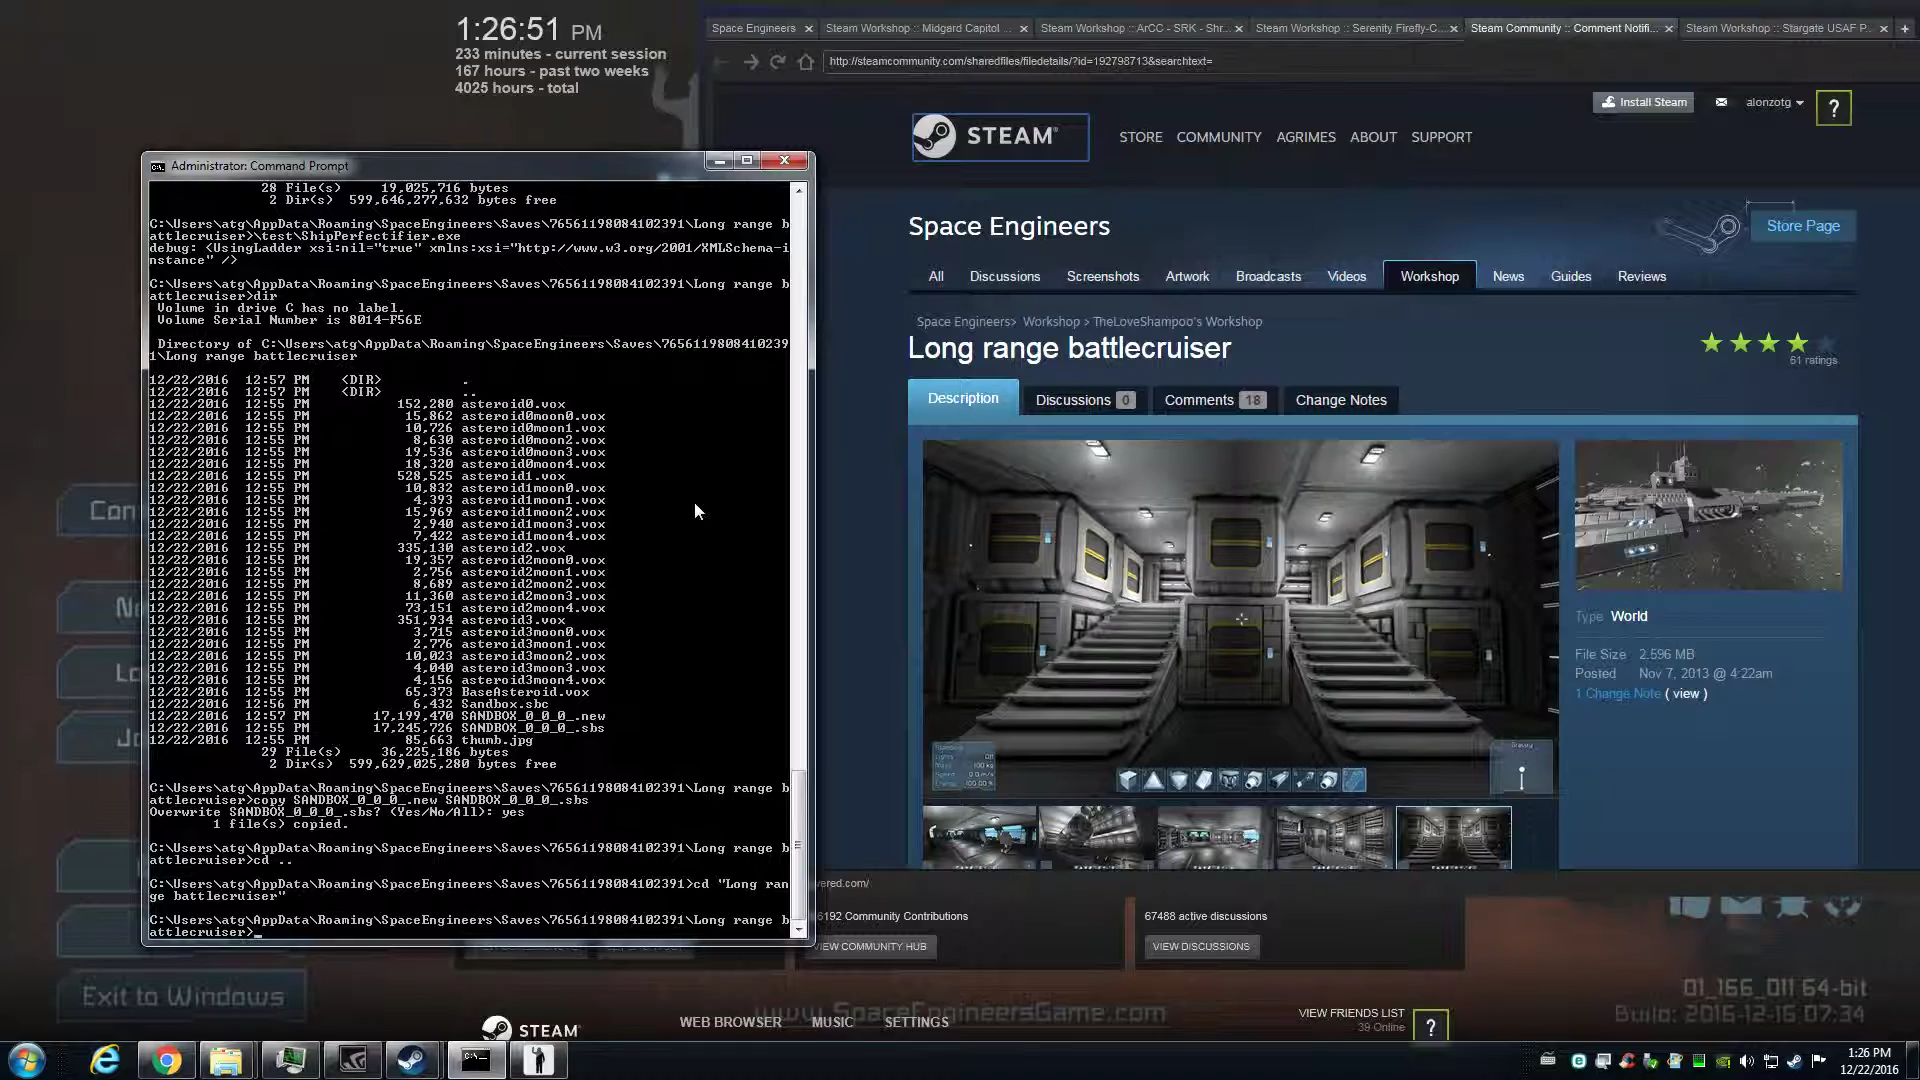 1:26:51 PM
233 minutes - current session
167 hours - past two weeks
4025 hours - total
Space Engineers
Steam Workshop :: Midgard Capitol
Steam Workshop :: ArCC - SRK - Shr...
Steam Workshop :: Serenity Firefly-C...
Steam Community :: Comment Notifi...
Steam Workshop :: Stargate USAF P...
http://steamcommunity.com/sharedfiles/filedetails/?id=192798713&searchtext=
Install Steam
alonzotg
?
STEAM
STORE COMMUNITY AGRIMES ABOUT SUPPORT
Space Engineers
Store Page
All Discussions Screenshots Artwork Broadcasts Videos Workshop News Guides Reviews
Space Engineers> Workshop > TheLoveShampoo's Workshop
Long range battlecruiser
61 ratings
Description Discussions 0 Comments 18 Change Notes
Type World
File Size 2.596 MB
Posted Nov 7, 2013 @ 4:22am
1 Change Note ( view )
Administrator: Command Prompt
28 File(s) 19,025,716 bytes
2 Dir(s) 599,646,277,632 bytes free
C:\Users\atg\AppData\Roaming\SpaceEngineers\Saves\76561198084102391\Long range b
attlecruiser>\test\ShipPerfectifier.exe
debug: <UsingLadder xsi:nil="true" xmlns:xsi="http://www.w3.org/2001/XMLSchema-i
nstance" />
C:\Users\atg\AppData\Roaming\SpaceEngineers\Saves\76561198084102391\Long range b
attlecruiser>dir
Volume in drive C has no label.
Volume Serial Number is 8014-F56E
Directory of C:\Users\atg\AppData\Roaming\SpaceEngineers\Saves\7656119808410239
1\Long range battlecruiser
12/22/2016 12:57 PM <DIR> .
12/22/2016 12:57 PM <DIR> ..
12/22/2016 12:55 PM 152,280 asteroid0.vox
12/22/2016 12:55 PM 15,862 asteroid0moon0.vox
12/22/2016 12:55 PM 10,726 asteroid0moon1.vox
12/22/2016 12:55 PM 8,630 asteroid0moon2.vox
12/22/2016 12:55 PM 19,536 asteroid0moon3.vox
12/22/2016 12:55 PM 18,320 asteroid0moon4.vox
12/22/2016 12:55 PM 528,525 asteroid1.vox
12/22/2016 12:55 PM 10,832 asteroid1moon0.vox
12/22/2016 12:55 PM 4,393 asteroid1moon1.vox
12/22/2016 12:55 PM 15,969 asteroid1moon2.vox
12/22/2016 12:55 PM 2,940 asteroid1moon3.vox
12/22/2016 12:55 PM 7,422 asteroid1moon4.vox
12/22/2016 12:55 PM 335,130 asteroid2.vox
12/22/2016 12:55 PM 19,357 asteroid2moon0.vox
12/22/2016 12:55 PM 2,756 asteroid2moon1.vox
12/22/2016 12:55 PM 8,689 asteroid2moon2.vox
12/22/2016 12:55 PM 11,360 asteroid2moon3.vox
12/22/2016 12:55 PM 73,151 asteroid2moon4.vox
12/22/2016 12:55 PM 351,934 asteroid3.vox
12/22/2016 12:55 PM 3,715 asteroid3moon0.vox
12/22/2016 12:55 PM 2,776 asteroid3moon1.vox
12/22/2016 12:55 PM 10,023 asteroid3moon2.vox
12/22/2016 12:55 PM 4,040 asteroid3moon3.vox
12/22/2016 12:55 PM 4,156 asteroid3moon4.vox
12/22/2016 12:55 PM 65,373 BaseAsteroid.vox
12/22/2016 12:56 PM 6,432 Sandbox.sbc
12/22/2016 12:57 PM 17,199,470 SANDBOX_0_0_0_.new
12/22/2016 12:55 PM 17,245,726 SANDBOX_0_0_0_.sbs
12/22/2016 12:55 PM 85,663 thumb.jpg
29 File(s) 36,225,186 bytes
2 Dir(s) 599,629,025,280 bytes free
C:\Users\atg\AppData\Roaming\SpaceEngineers\Saves\76561198084102391\Long range b
attlecruiser>copy SANDBOX_0_0_0_.new SANDBOX_0_0_0_.sbs
Overwrite SANDBOX_0_0_0_.sbs? (Yes/No/All): yes
1 file(s) copied.
C:\Users\atg\AppData\Roaming\SpaceEngineers\Saves\76561198084102391\Long range b
attlecruiser>cd ..
C:\Users\atg\AppData\Roaming\SpaceEngineers\Saves\76561198084102391>cd "Long ran
ge battlecruiser"
C:\Users\atg\AppData\Roaming\SpaceEngineers\Saves\76561198084102391\Long range b
attlecruiser>_
vered.com/
6192 Community Contributions
VIEW COMMUNITY HUB
67488 active discussions
VIEW DISCUSSIONS
Exit to Windows
www.SpaceEngineersGame.com
01_166_011 64-bit
Build: 2016-12-16 07:34
STEAM
WEB BROWSER MUSIC SETTINGS
VIEW FRIENDS LIST
39 Online
?
1:26 PM
12/22/2016